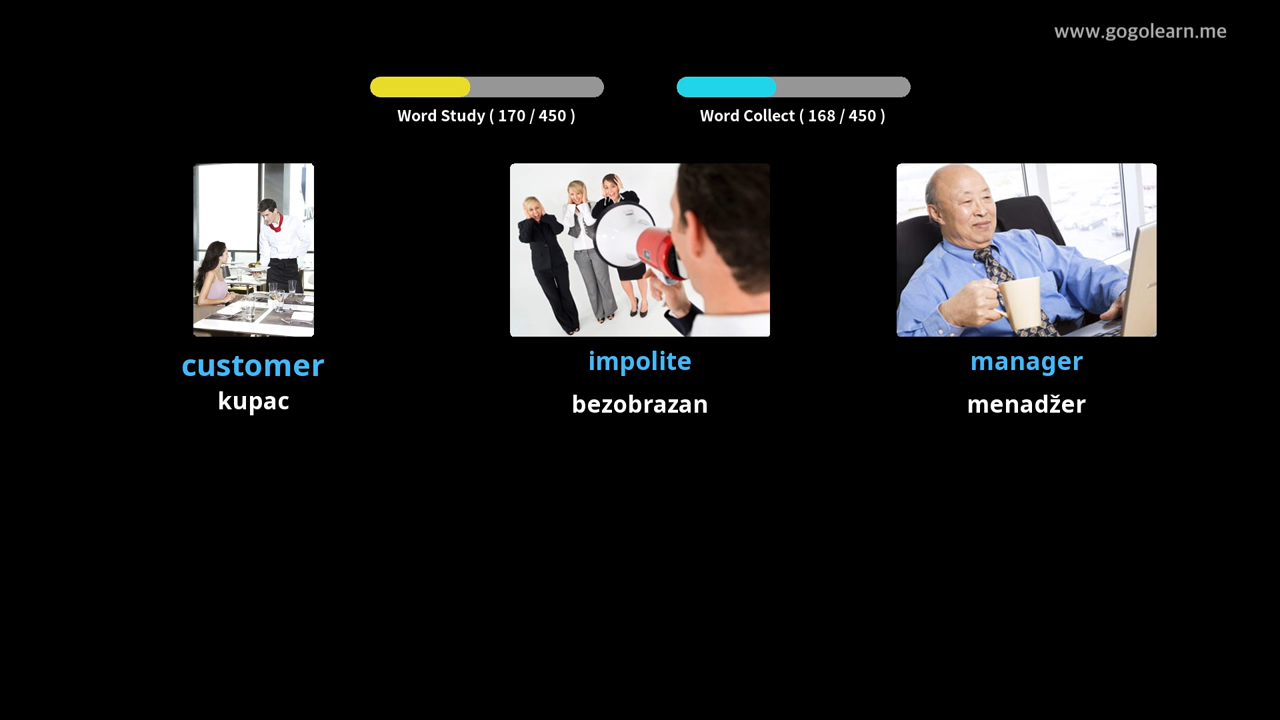 www.gogolearn.me
Word Study ( 170 / 450 )
Word Collect ( 168 / 450 )
customer
kupac
impolite
bezobrazan
manager
menadžer